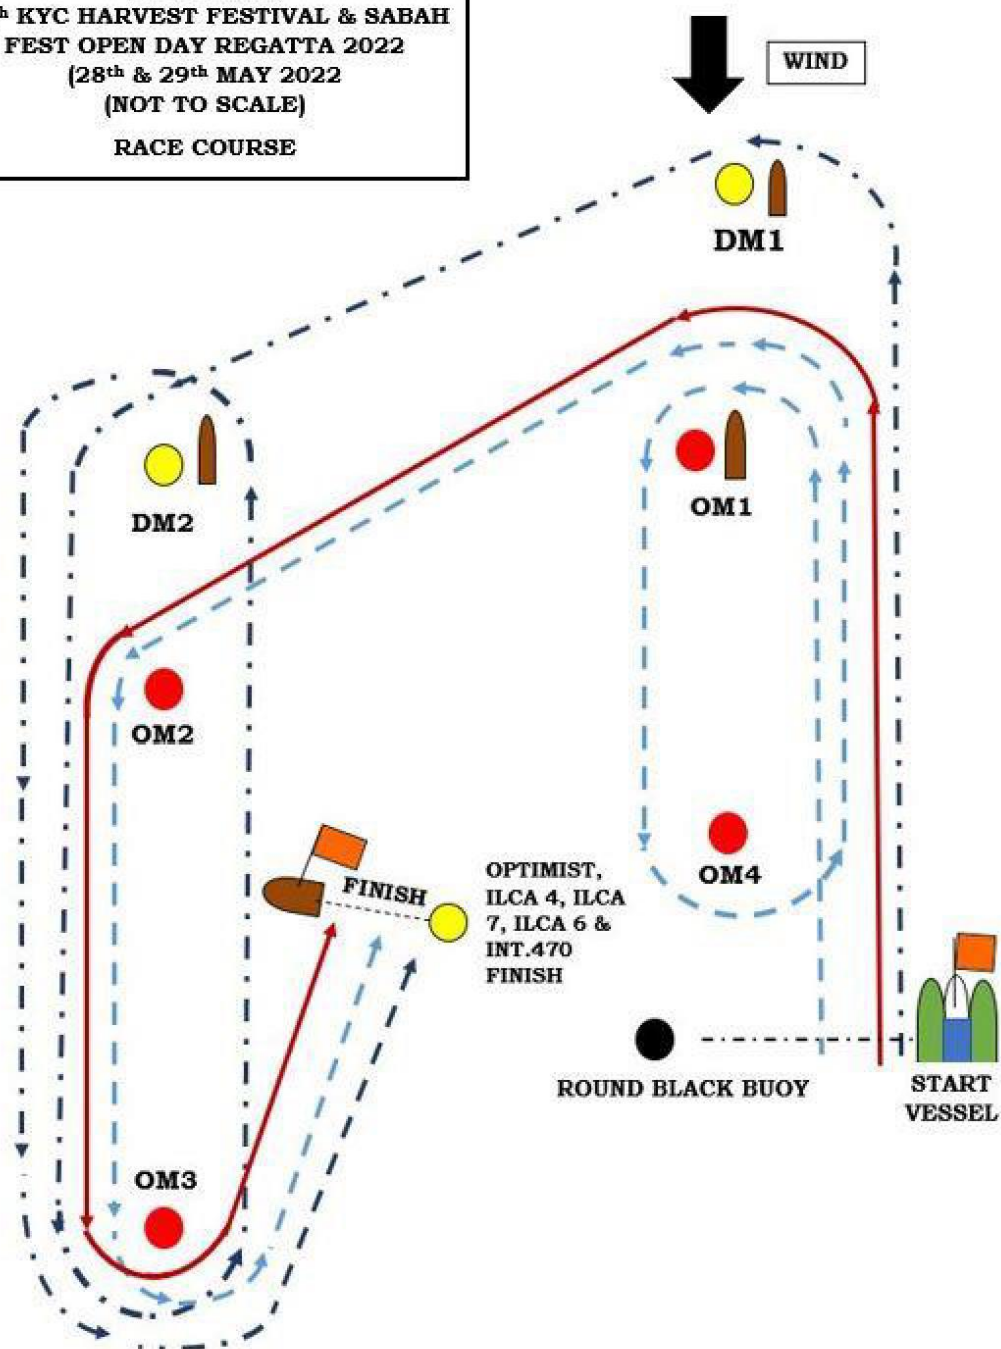 KYC HARVEST FESTIVAL & SABAH
FEST OPEN DAY REGATTA 2022
(28th & 29th MAY 2022
(NOT TO SCALE)
RACE COURSE
WIND
DM1
DM2
OM1
OM2
OM4
FINISH
OPTIMIST,
ILCA 4, ILCA
7, ILCA 6 &
INT.470
FINISH
ROUND BLACK BUOY
START
VESSEL
OM3